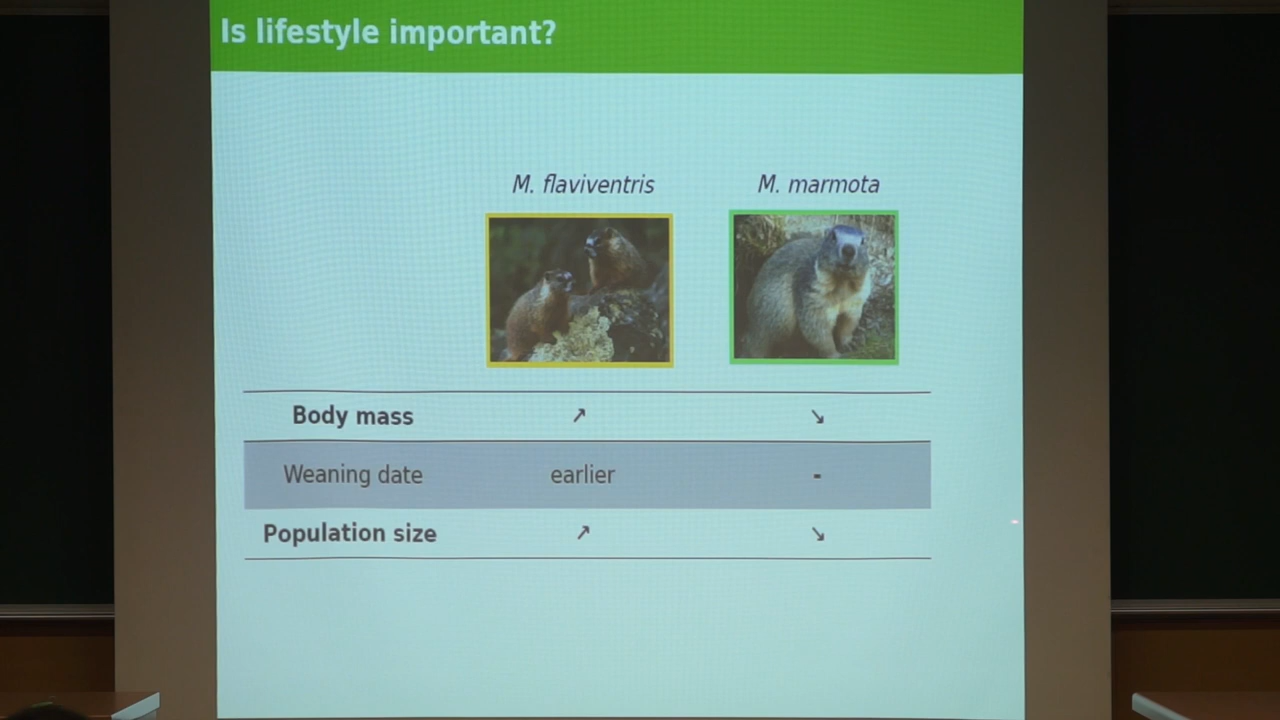 Is lifestyle important?
M. flaviventris M. marmota
Body mass ↗ ↘
Weaning date earlier -
Population size ↗ ↘